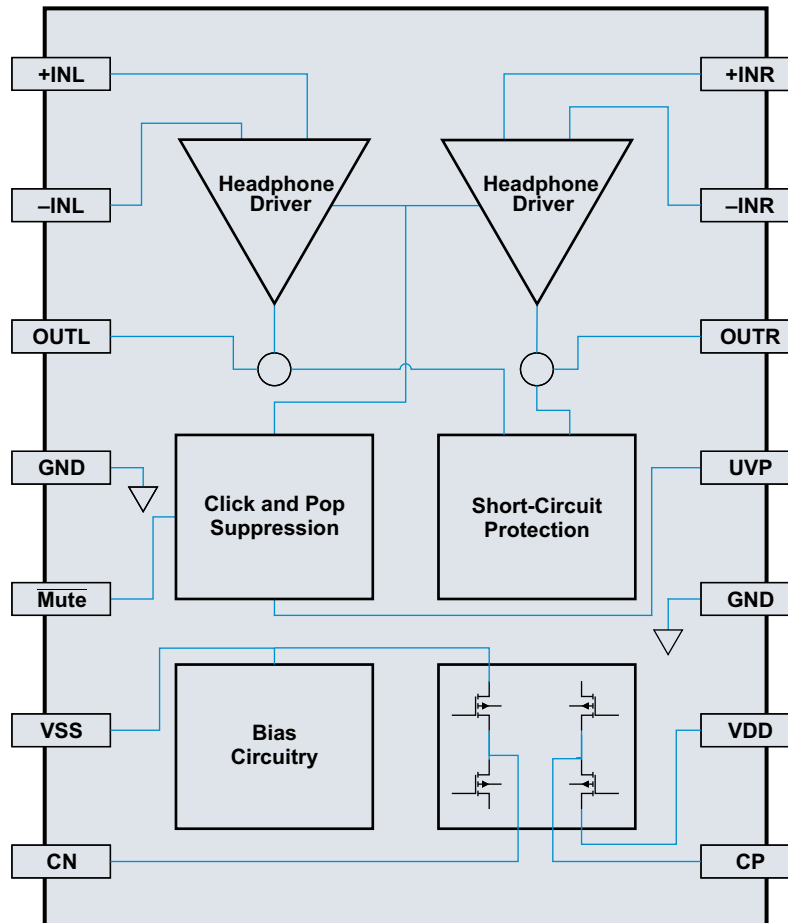 +INL
+INR
Headphone
Driver
Headphone
Driver
–INL
–INR
OUTL
OUTR
GND
UVP
Click and Pop
Suppression
Short-Circuit
Protection
M̅u̅t̅e̅
GND
VSS
Bias
Circuitry
VDD
CN
CP